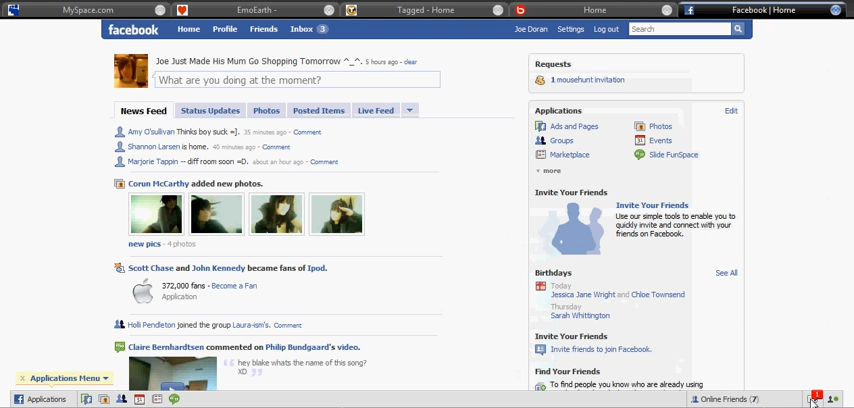 MySpace.com
EmoEarth -
Tagged - Home
Home
Facebook | Home
facebook Home Profile Friends Inbox 3 Joe Doran Settings Log out Search
Joe Just Made His Mum Go Shopping Tomorrow ^_^. 5 hours ago - clear
What are you doing at the moment?
News Feed Status Updates Photos Posted Items Live Feed
Amy O'sullivan Thinks boy suck =]. 35 minutes ago - Comment
Shannon Larsen is home. 40 minutes ago - Comment
Marjorie Tappin -- diff room soon =D. about an hour ago - Comment
Corun McCarthy added new photos.
new pics - 4 photos
Scott Chase and John Kennedy became fans of Ipod.
372,000 fans - Become a Fan
Application
Holli Pendleton joined the group Laura-ism's. Comment
Claire Bernhardtsen commented on Philip Bundgaard's video.
hey blake whats the name of this song?
XD
Requests
1 mousehunt invitation
Applications Edit
Ads and Pages Photos
Groups Events
Marketplace Slide FunSpace
more
Invite Your Friends
Invite Your Friends
Use our simple tools to enable you to
quickly invite and connect with your
friends on Facebook.
Birthdays See All
Today
Jessica Jane Wright and Chloe Townsend
Thursday
Sarah Whittington
Invite Your Friends
Invite friends to join Facebook.
Find Your Friends
To find people you know who are already using
x Applications Menu
Applications
Online Friends (7)
1